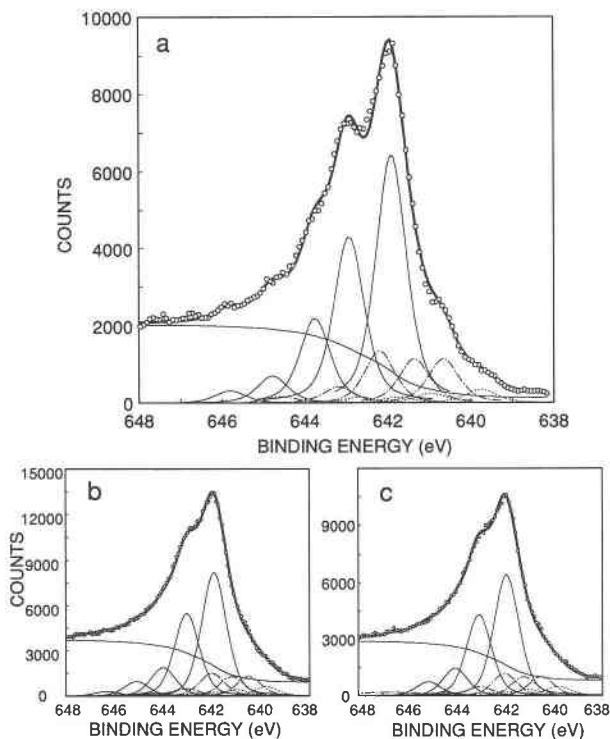 a
10000
8000
6000
4000
2000
0
COUNTS
648 646 644 642 640 638
BINDING ENERGY (eV)
b
15000
12000
9000
6000
3000
0
COUNTS
648 646 644 642 640 638
BINDING ENERGY (eV)
c
9000
6000
3000
0
648 646 644 642 640 638
BINDING ENERGY (eV)